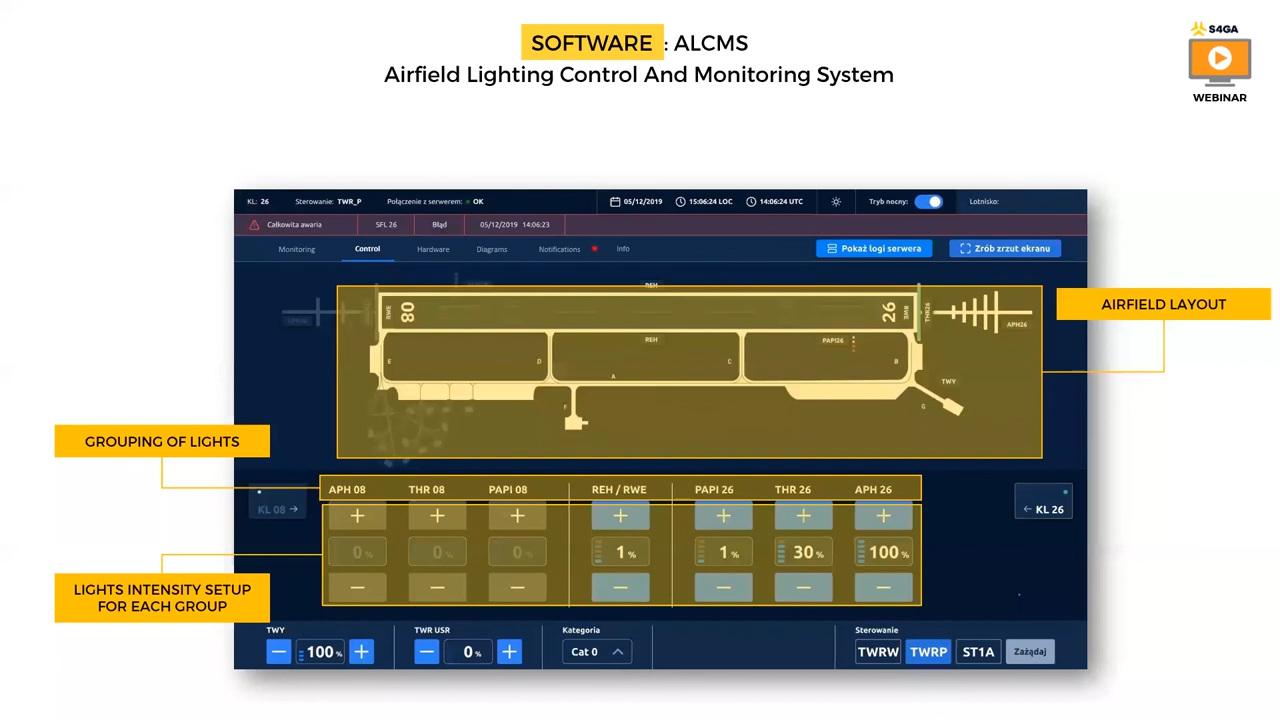 SOFTWARE : ALCMS
Airfield Lighting Control And Monitoring System
S4GA
WEBINAR
KL: 26 Sterowanie: TWR_P Połączenie z serwerem: OK 05/12/2019 15:06:24 LOC 14:06:24 UTC Tryb nocny: Lotnisko:
Całkowita awaria SFL 26 Błąd 05/12/2019 14:06:23
Monitoring Control Hardware Diagrams Notifications Info Pokaż logi serwera Zrób zrzut ekranu
REH
RWE 08 26 RWE THR26 APH26
AIRFIELD LAYOUT
REH PAPI26
E D C B
A
TWY
F G
GROUPING OF LIGHTS
APH 08 THR 08 PAPI 08 REH / RWE PAPI 26 THR 26 APH 26
KL 08 → ← KL 26
+ + + + + + +
0 % 0 % 0 % 1 % 1 % 30 % 100 %
− − − − − − −
LIGHTS INTENSITY SETUP
FOR EACH GROUP
TWY TWR USR Kategoria Sterowanie
− 100 % + − 0 % + Cat 0 TWRW TWRP ST1A Zażądaj